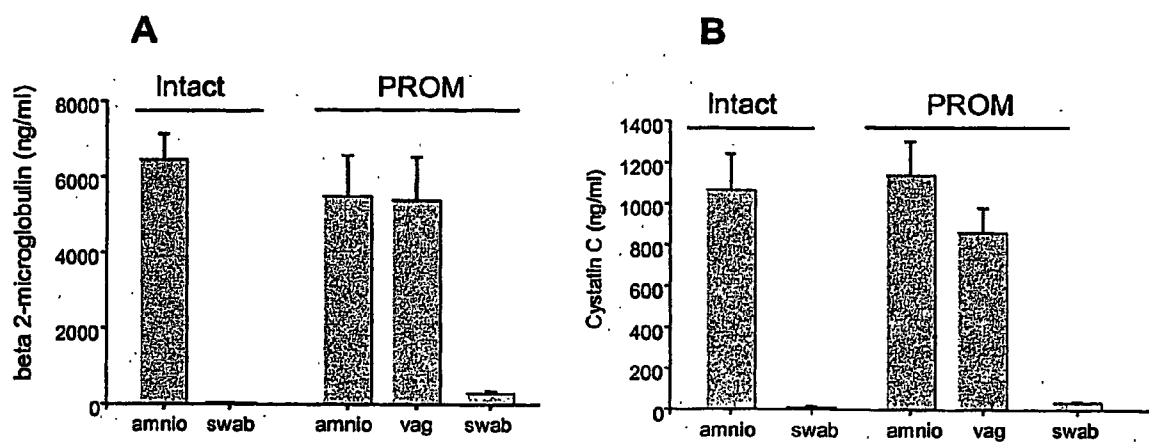 A
Intact PROM
beta 2-microglobulin (ng/ml)
8000
6000
4000
2000
0
amnio swab amnio vag swab
B
Intact PROM
Cystatin C (ng/ml)
1400
1200
1000
800
600
400
200
0
amnio swab amnio vag swab